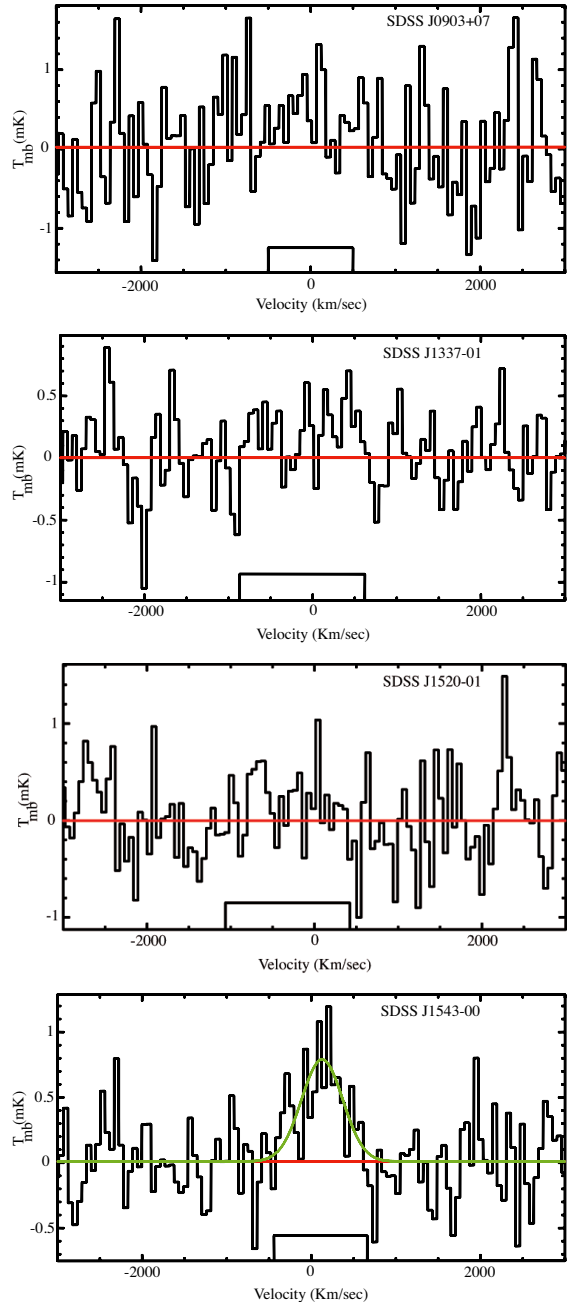 SDSS J0903+07
1
0
-1
T_mb (mK)
-2000 0 2000
Velocity (km/sec)
SDSS J1337-01
0.5
0
-0.5
-1
T_mb (mK)
-2000 0 2000
Velocity (Km/sec)
SDSS J1520-01
1
0
-1
T_mb (mK)
-2000 0 2000
Velocity (Km/sec)
SDSS J1543-00
1
0.5
0
-0.5
T_mb (mK)
-2000 0 2000
Velocity (Km/sec)